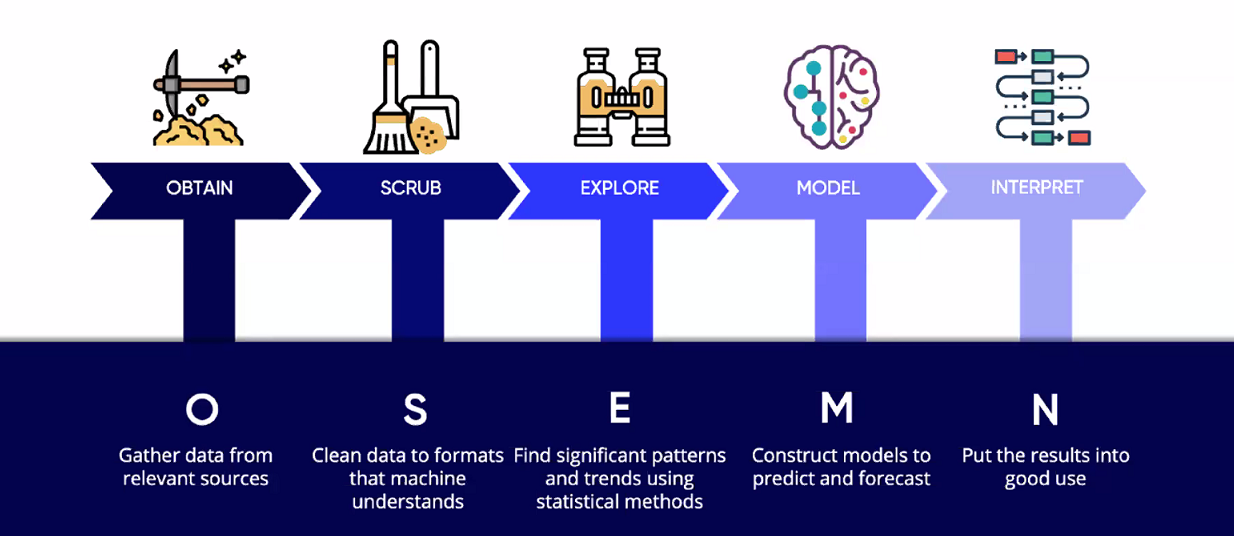 OBTAIN
SCRUB
EXPLORE
MODEL
INTERPRET
O
S
E
M
N
Gather data from
relevant sources
Clean data to formats
that machine
understands
Find significant patterns
and trends using
statistical methods
Construct models to
predict and forecast
Put the results into
good use